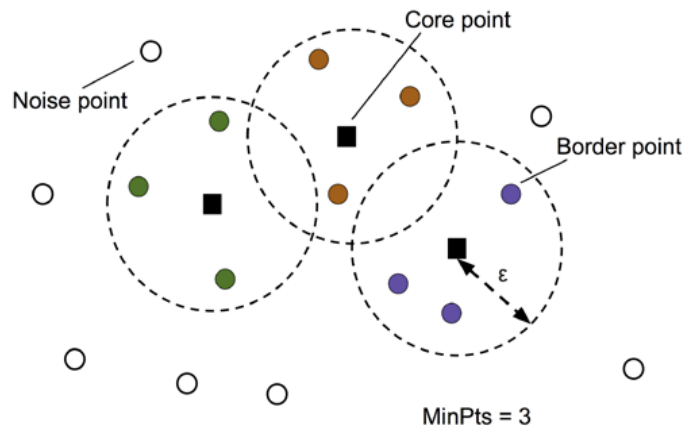 Core point
Noise point
Border point
ε
MinPts = 3